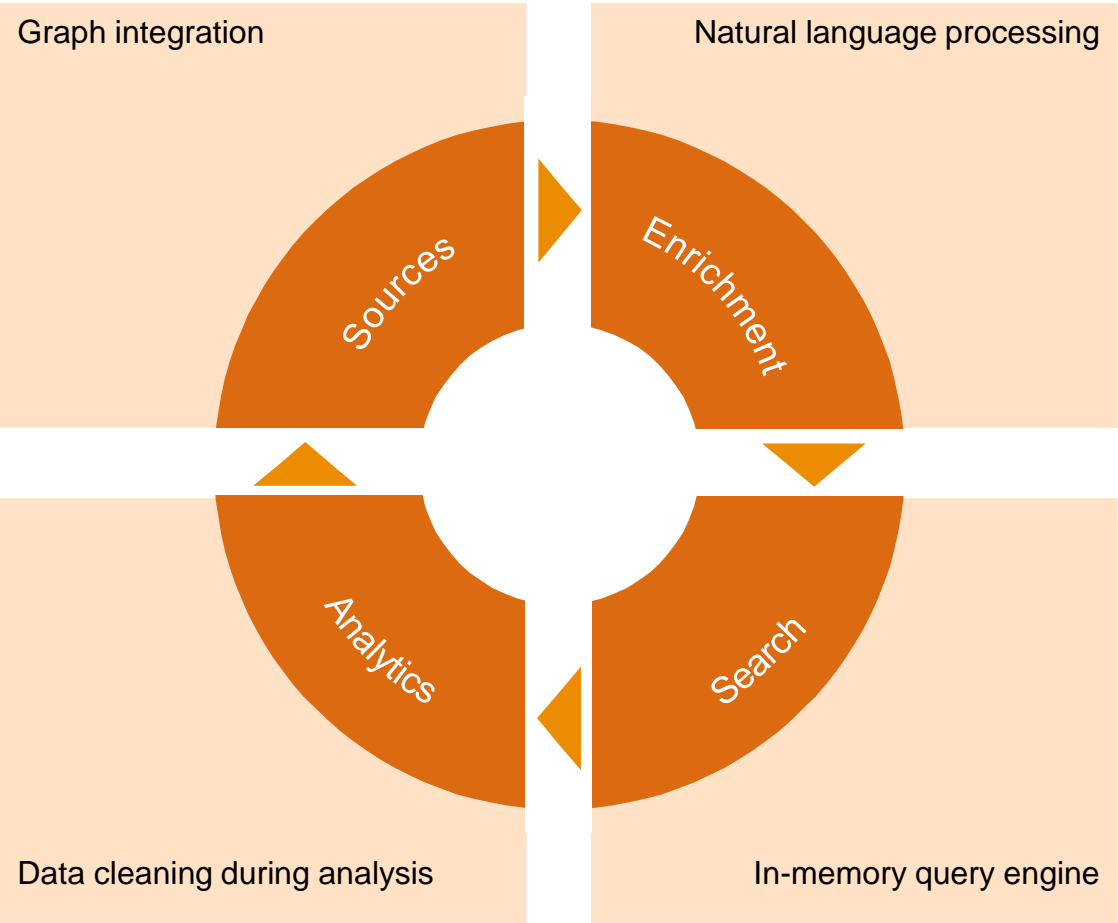 Graph integration
Natural language processing
Sources
Enrichment
Analytics
Search
Data cleaning during analysis
In-memory query engine